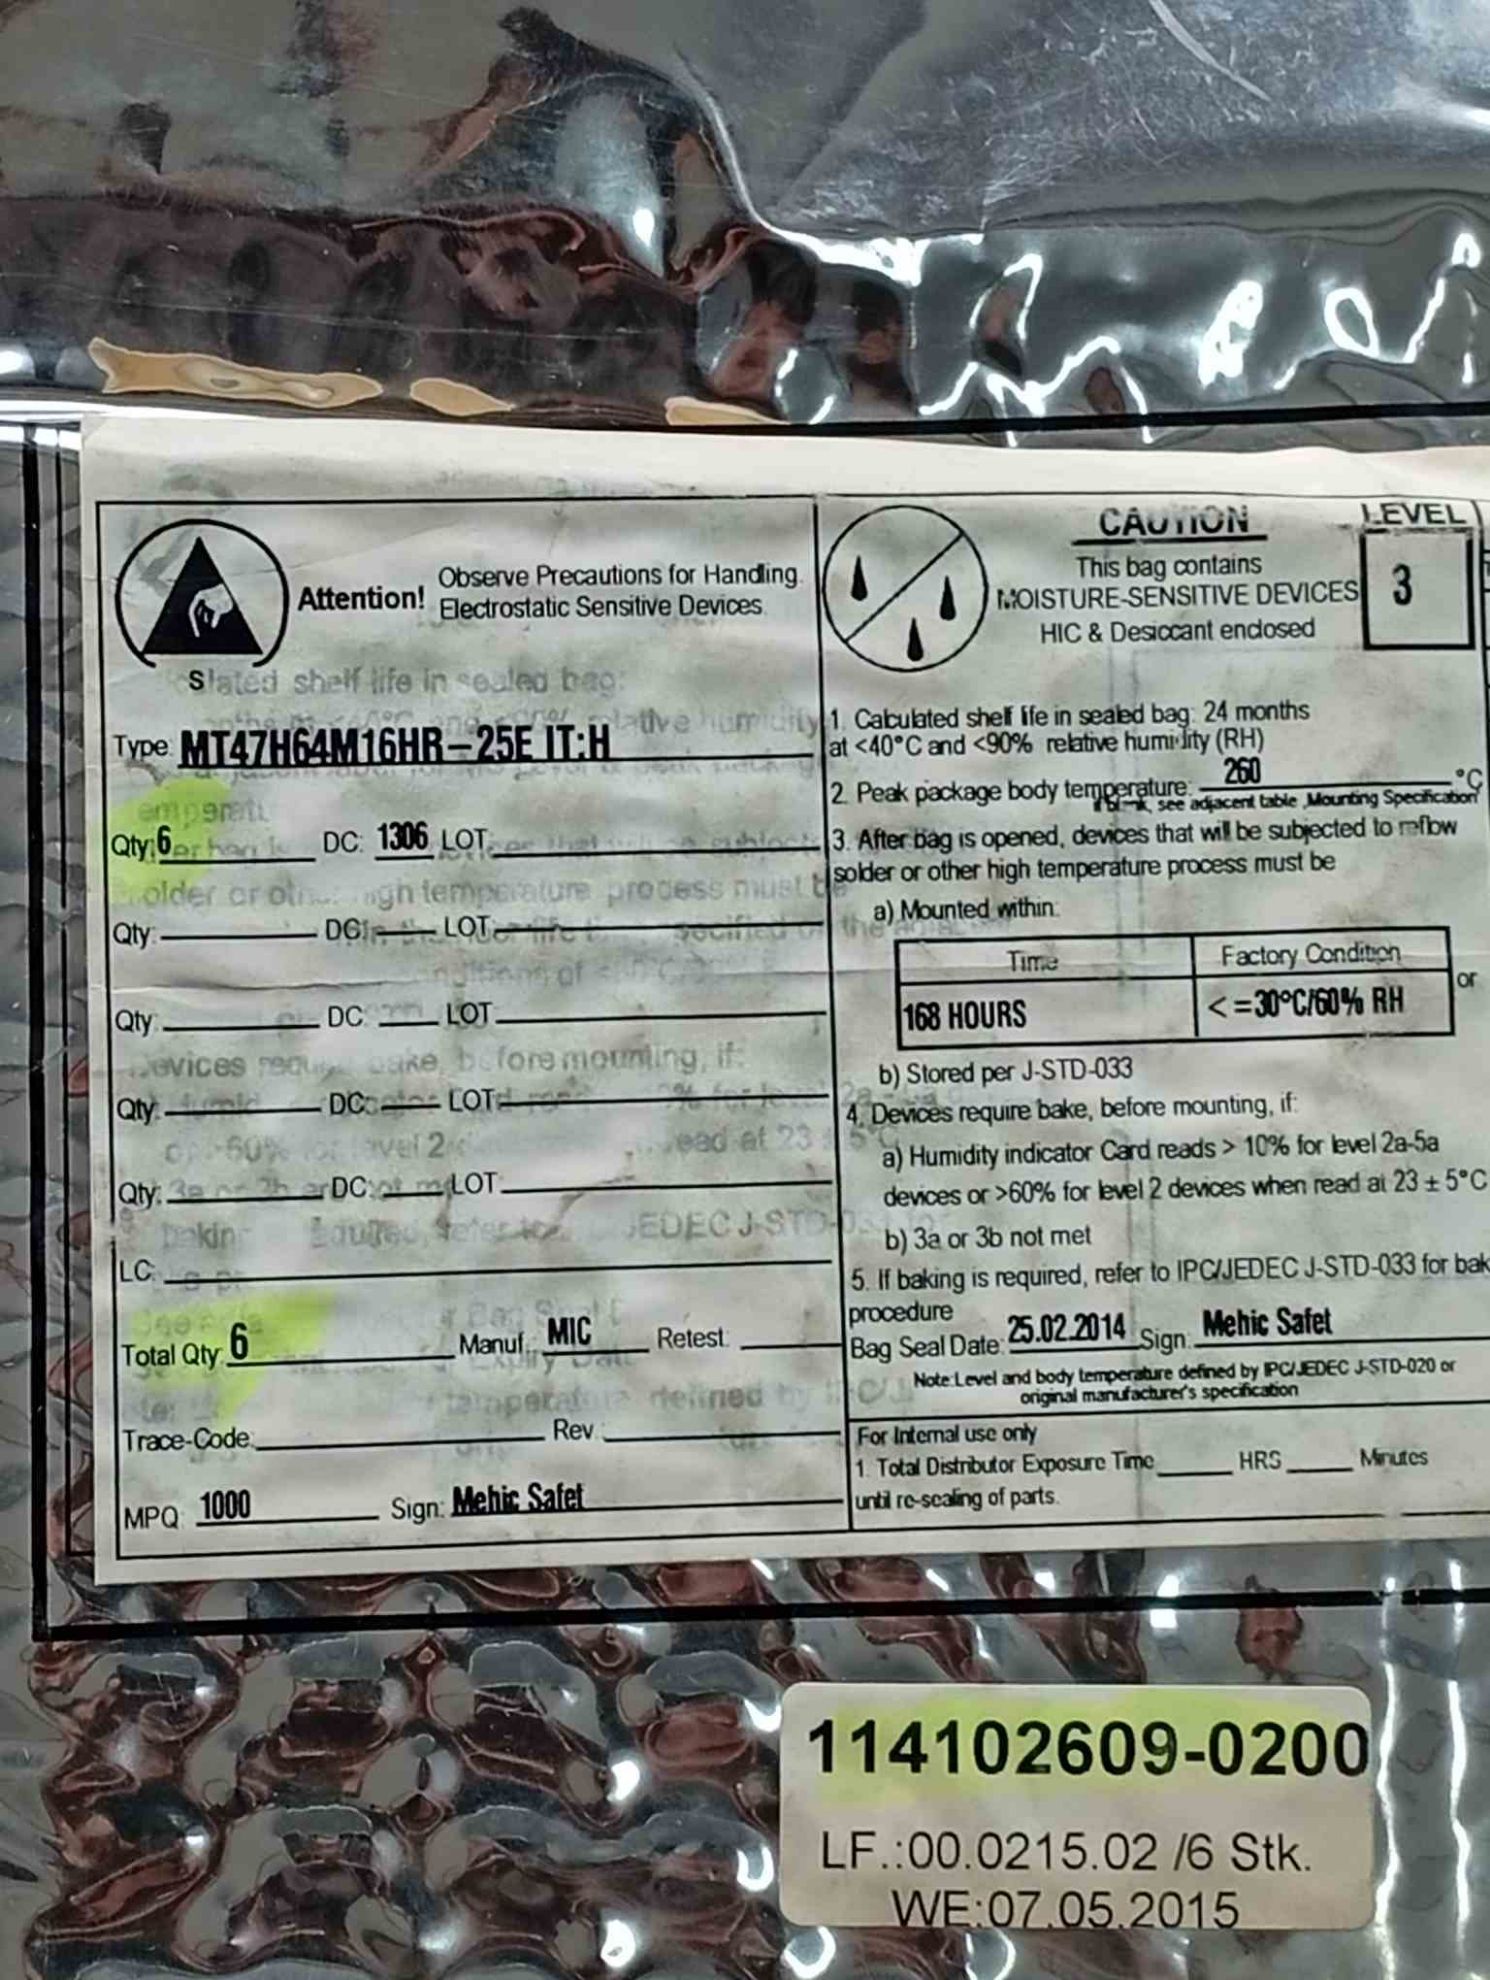 Attention! Observe Precautions for Handling
Electrostatic Sensitive Devices
Type: MT47H64M16HR-25E IT:H
Qty: 6 DC: 1306 LOT:
Qty: DC: LOT:
Qty: DC: LOT:
Qty: DC: LOT:
Qty: DC: LOT:
LC:
Total Qty: 6 Manuf.: MIC Retest:
Trace-Code: Rev.:
MPQ: 1000 Sign: Mehic Safet
CAUTION
This bag contains
MOISTURE-SENSITIVE DEVICES
HIC & Desiccant enclosed
LEVEL
3
1. Calculated shelf life in sealed bag: 24 months
at <40°C and <90% relative humidity (RH)
2. Peak package body temperature: 260 °C
If blank, see adjacent table ,Mounting Specification
3. After bag is opened, devices that will be subjected to reflow
solder or other high temperature process must be
a) Mounted within:
Time Factory Condition
168 HOURS <=30°C/60% RH or
b) Stored per J-STD-033
4. Devices require bake, before mounting, if:
a) Humidity indicator Card reads > 10% for level 2a-5a
devices or >60% for level 2 devices when read at 23 ± 5°C
b) 3a or 3b not met
5. If baking is required, refer to IPC/JEDEC J-STD-033 for bak
procedure
Bag Seal Date: 25.02.2014 Sign: Mehic Safet
Note:Level and body temperature defined by IPC/JEDEC J-STD-020 or
original manufacturer's specification
For Internal use only
1. Total Distributor Exposure Time HRS Minutes
until re-sealing of parts.
114102609-0200
LF.:00.0215.02 /6 Stk.
WE:07.05.2015